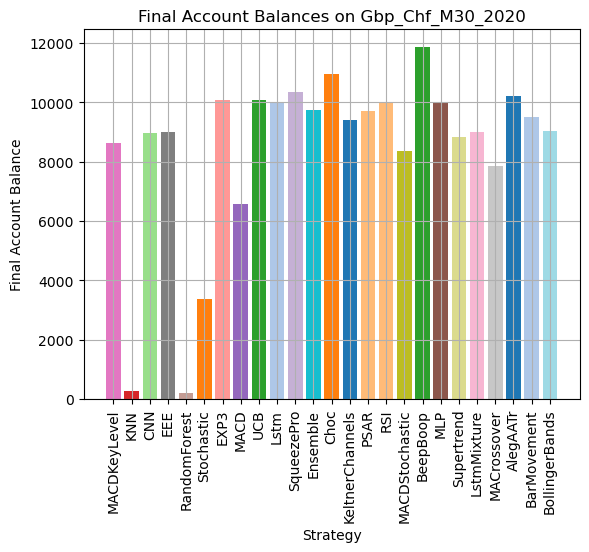 Final Account Balances on Gbp_Chf_M30_2020
Final Account Balance
12000
10000
8000
6000
4000
2000
0
MACDKeyLevel
KNN
CNN
EEE
RandomForest
Stochastic
EXP3
MACD
UCB
Lstm
SqueezePro
Ensemble
Choc
KeltnerChannels
PSAR
RSI
MACDStochastic
BeepBoop
MLP
Supertrend
LstmMixture
MACrossover
AlegAATr
BarMovement
BollingerBands
Strategy